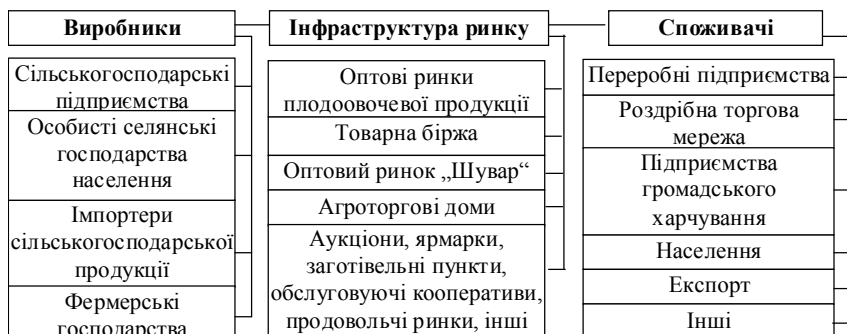 Виробники
Інфраструктура ринку
Споживачі
Сільськогосподарські
підприємства
Особисті селянські
господарства
населення
Імпортери
сільськогосподарської
продукції
Фермерські
господарства
Оптові ринки
плодоовочевої продукції
Товарна біржа
Оптовий ринок „Шувар“
Агроторгові доми
Аукціони, ярмарки,
заготівельні пункти,
обслуговуючі кооперативи,
продовольчі ринки, інші
Переробні підприємства
Роздрібна торгова
мережа
Підприємства
громадського
харчування
Населення
Експорт
Інші